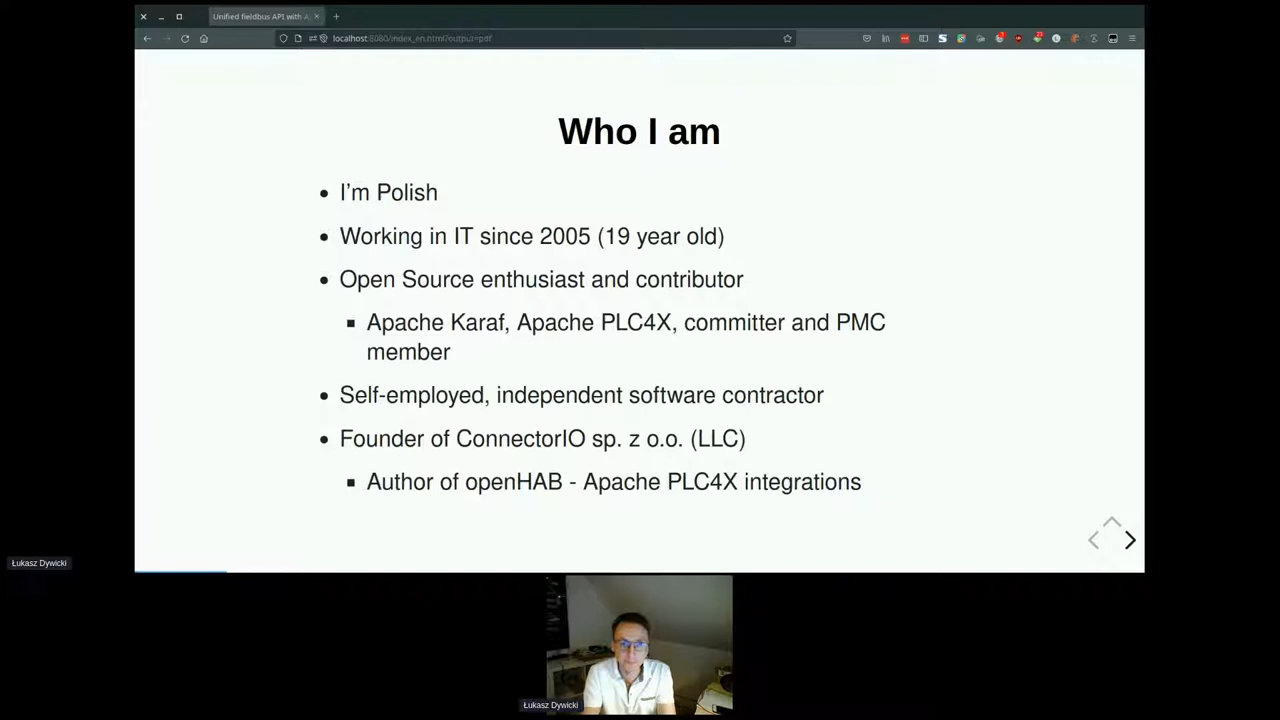 Unified fieldbus API with A
localhost:8080/index_en.html?output=pdf
Who I am
I'm Polish
Working in IT since 2005 (19 year old)
Open Source enthusiast and contributor
Apache Karaf, Apache PLC4X, committer and PMC
member
Self-employed, independent software contractor
Founder of ConnectorIO sp. z o.o. (LLC)
Author of openHAB - Apache PLC4X integrations
Łukasz Dywicki
Łukasz Dywicki